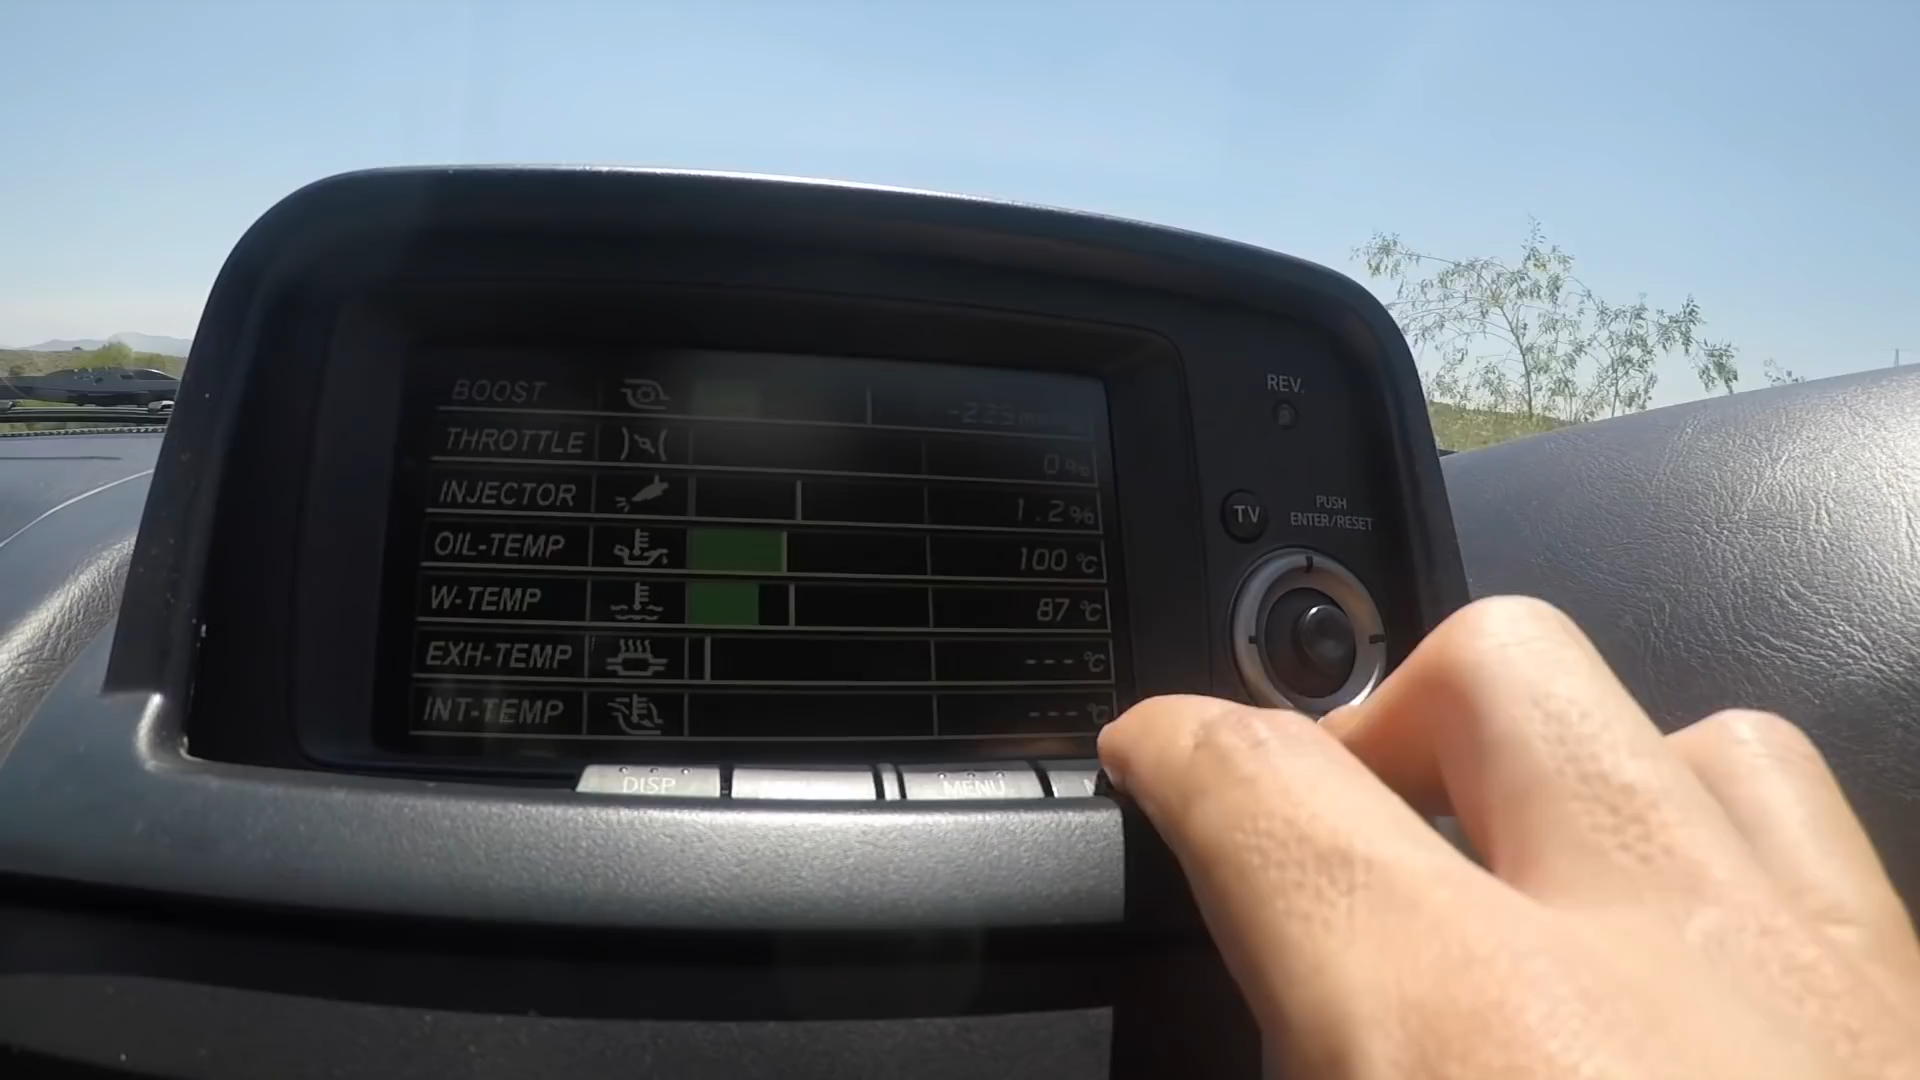 BOOST
THROTTLE 0%
INJECTOR 1.2%
OIL-TEMP 100 °C
W-TEMP 87 °C
EXH-TEMP ---°C
INT-TEMP ---°C
DISP MENU
REV.
TV
PUSH
ENTER/RESET